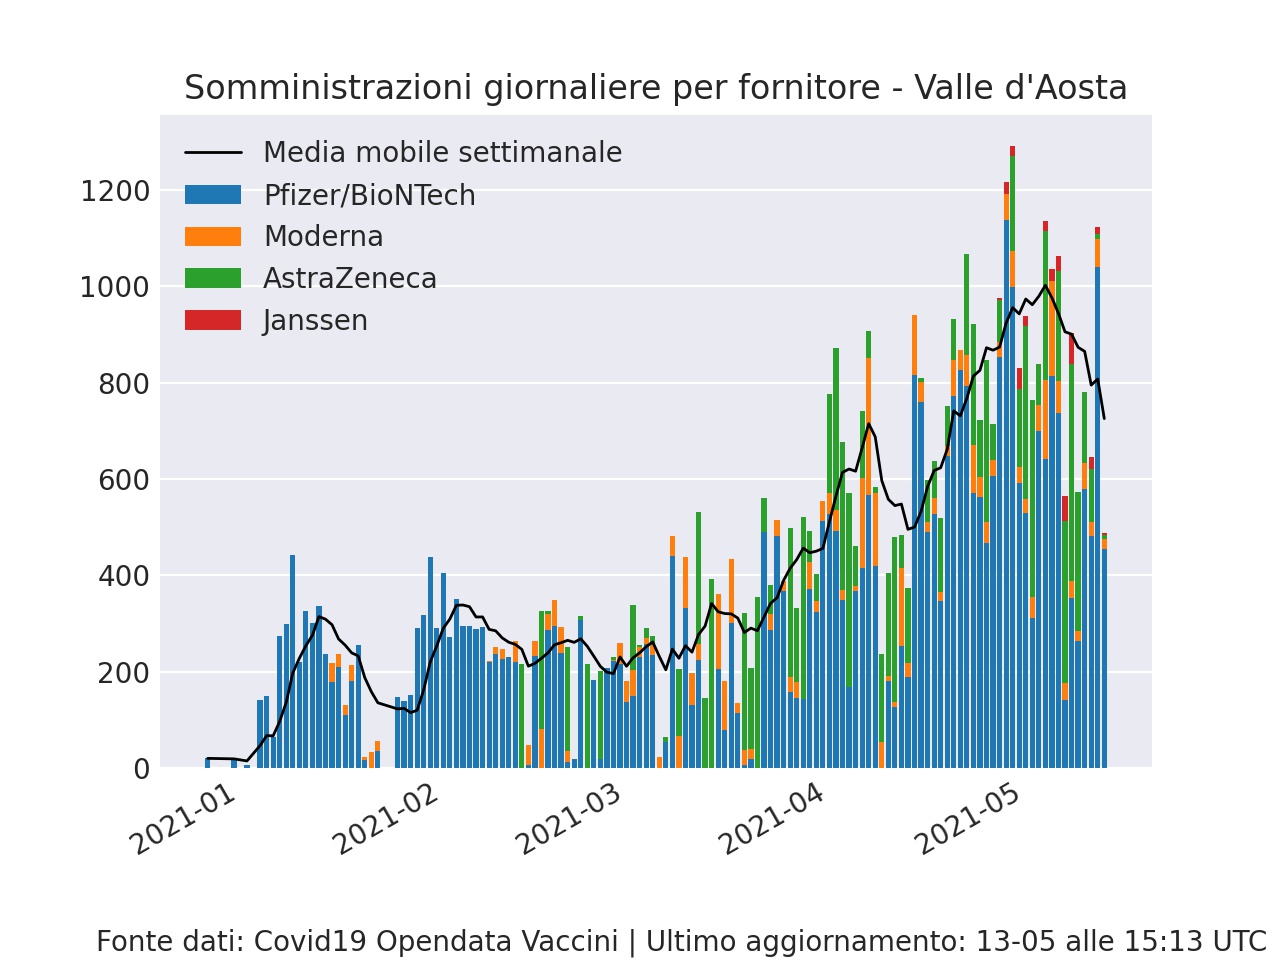 Somministrazioni giornaliere per fornitore - Valle d'Aosta
Media mobile settimanale
Pfizer/BioNTech
Moderna
AstraZeneca
Janssen
1200
1000
800
600
400
200
0
2021-01
2021-02
2021-03
2021-04
2021-05
Fonte dati: Covid19 Opendata Vaccini | Ultimo aggiornamento: 13-05 alle 15:13 UTC